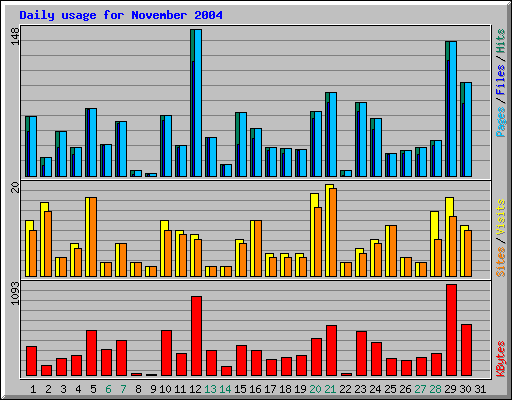 Daily usage for November 2004
148
Pages / Files / Hits
20
Sites / Visits
1093
KBytes
1 2 3 4 5 6 7 8 9 10 11 12 13 14 15 16 17 18 19 20 21 22 23 24 25 26 27 28 29 30 31